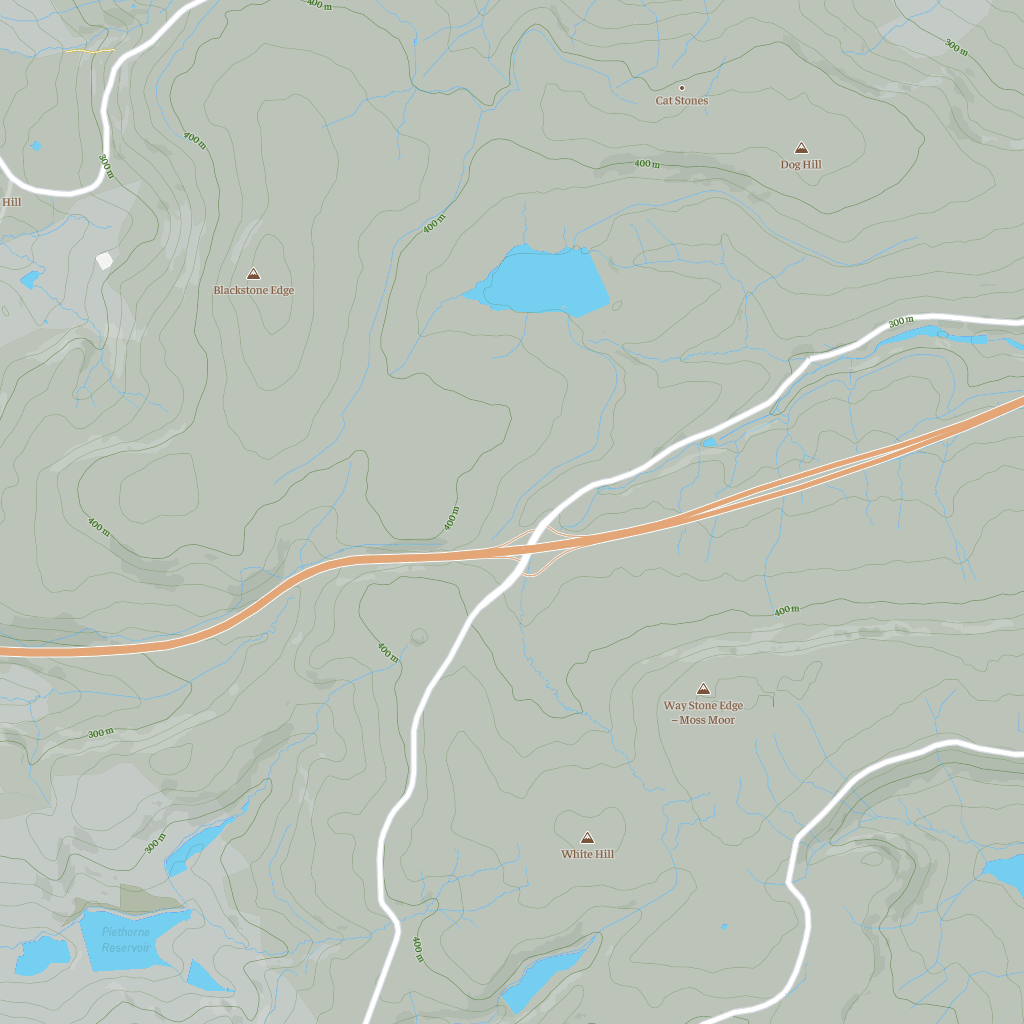 400 m
300 m
Cat Stones
400 m
300 m
400 m
Dog Hill
Hill
400 m
Blackstone Edge
300 m
400 m
400 m
400 m
400 m
Way Stone Edge
– Moss Moor
300 m
300 m
White Hill
Piethorne
Reservoir
400 m